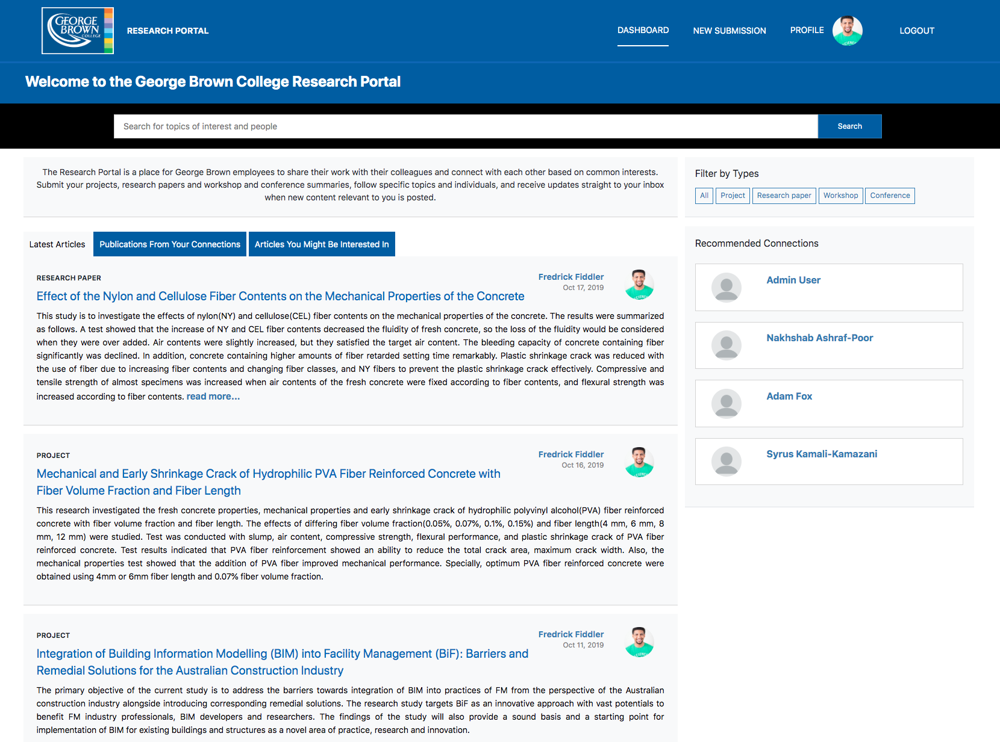 GEORGE
BROWN
COLLEGE
RESEARCH PORTAL
DASHBOARD
NEW SUBMISSION
PROFILE
LOGOUT
Welcome to the George Brown College Research Portal
Search for topics of interest and people
Search
The Research Portal is a place for George Brown employees to share their work with their colleagues and connect with each other based on common interests.
Submit your projects, research papers and workshop and conference summaries, follow specific topics and individuals, and receive updates straight to your inbox
when new content relevant to you is posted.
Filter by Types
All
Project
Research paper
Workshop
Conference
Latest Articles
Publications From Your Connections
Articles You Might Be Interested In
RESEARCH PAPER
Fredrick Fiddler
Oct 17, 2019
Effect of the Nylon and Cellulose Fiber Contents on the Mechanical Properties of the Concrete
This study is to investigate the effects of nylon(NY) and cellulose(CEL) fiber contents on the mechanical properties of the concrete. The results were summarized
as follows. A test showed that the increase of NY and CEL fiber contents decreased the fluidity of fresh concrete, so the loss of the fluidity would be considered
when they were over added. Air contents were slightly increased, but they satisfied the target air content. The bleeding capacity of concrete containing fiber
significantly was declined. In addition, concrete containing higher amounts of fiber retarded setting time remarkably. Plastic shrinkage crack was reduced with
the use of fiber due to increasing fiber contents and changing fiber classes, and NY fibers to prevent the plastic shrinkage crack effectively. Compressive and
tensile strength of almost specimens was increased when air contents of the fresh concrete were fixed according to fiber contents, and flexural strength was
increased according to fiber contents. read more...
PROJECT
Fredrick Fiddler
Oct 16, 2019
Mechanical and Early Shrinkage Crack of Hydrophilic PVA Fiber Reinforced Concrete with
Fiber Volume Fraction and Fiber Length
This research investigated the fresh concrete properties, mechanical properties and early shrinkage crack of hydrophilic polyvinyl alcohol(PVA) fiber reinforced
concrete with fiber volume fraction and fiber length. The effects of differing fiber volume fraction(0.05%, 0.07%, 0.1%, 0.15%) and fiber length(4 mm, 6 mm, 8
mm, 12 mm) were studied. Test was conducted with slump, air content, compressive strength, flexural performance, and plastic shrinkage crack of PVA fiber
reinforced concrete. Test results indicated that PVA fiber reinforcement showed an ability to reduce the total crack area, maximum crack width. Also, the
mechanical properties test showed that the addition of PVA fiber improved mechanical performance. Specially, optimum PVA fiber reinforced concrete were
obtained using 4mm or 6mm fiber length and 0.07% fiber volume fraction.
PROJECT
Fredrick Fiddler
Oct 11, 2019
Integration of Building Information Modelling (BIM) into Facility Management (BiF): Barriers and
Remedial Solutions for the Australian Construction Industry
The primary objective of the current study is to address the barriers towards integration of BIM into practices of FM from the perspective of the Australian
construction industry alongside introducing corresponding remedial solutions. The research study targets BiF as an innovative approach with vast potentials to
benefit FM industry professionals, BIM developers and researchers. The findings of the study will also provide a sound basis and a starting point for
implementation of BIM for existing buildings and structures as a novel area of practice, research and innovation.
Recommended Connections
Admin User
Nakhshab Ashraf-Poor
Adam Fox
Syrus Kamali-Kamazani